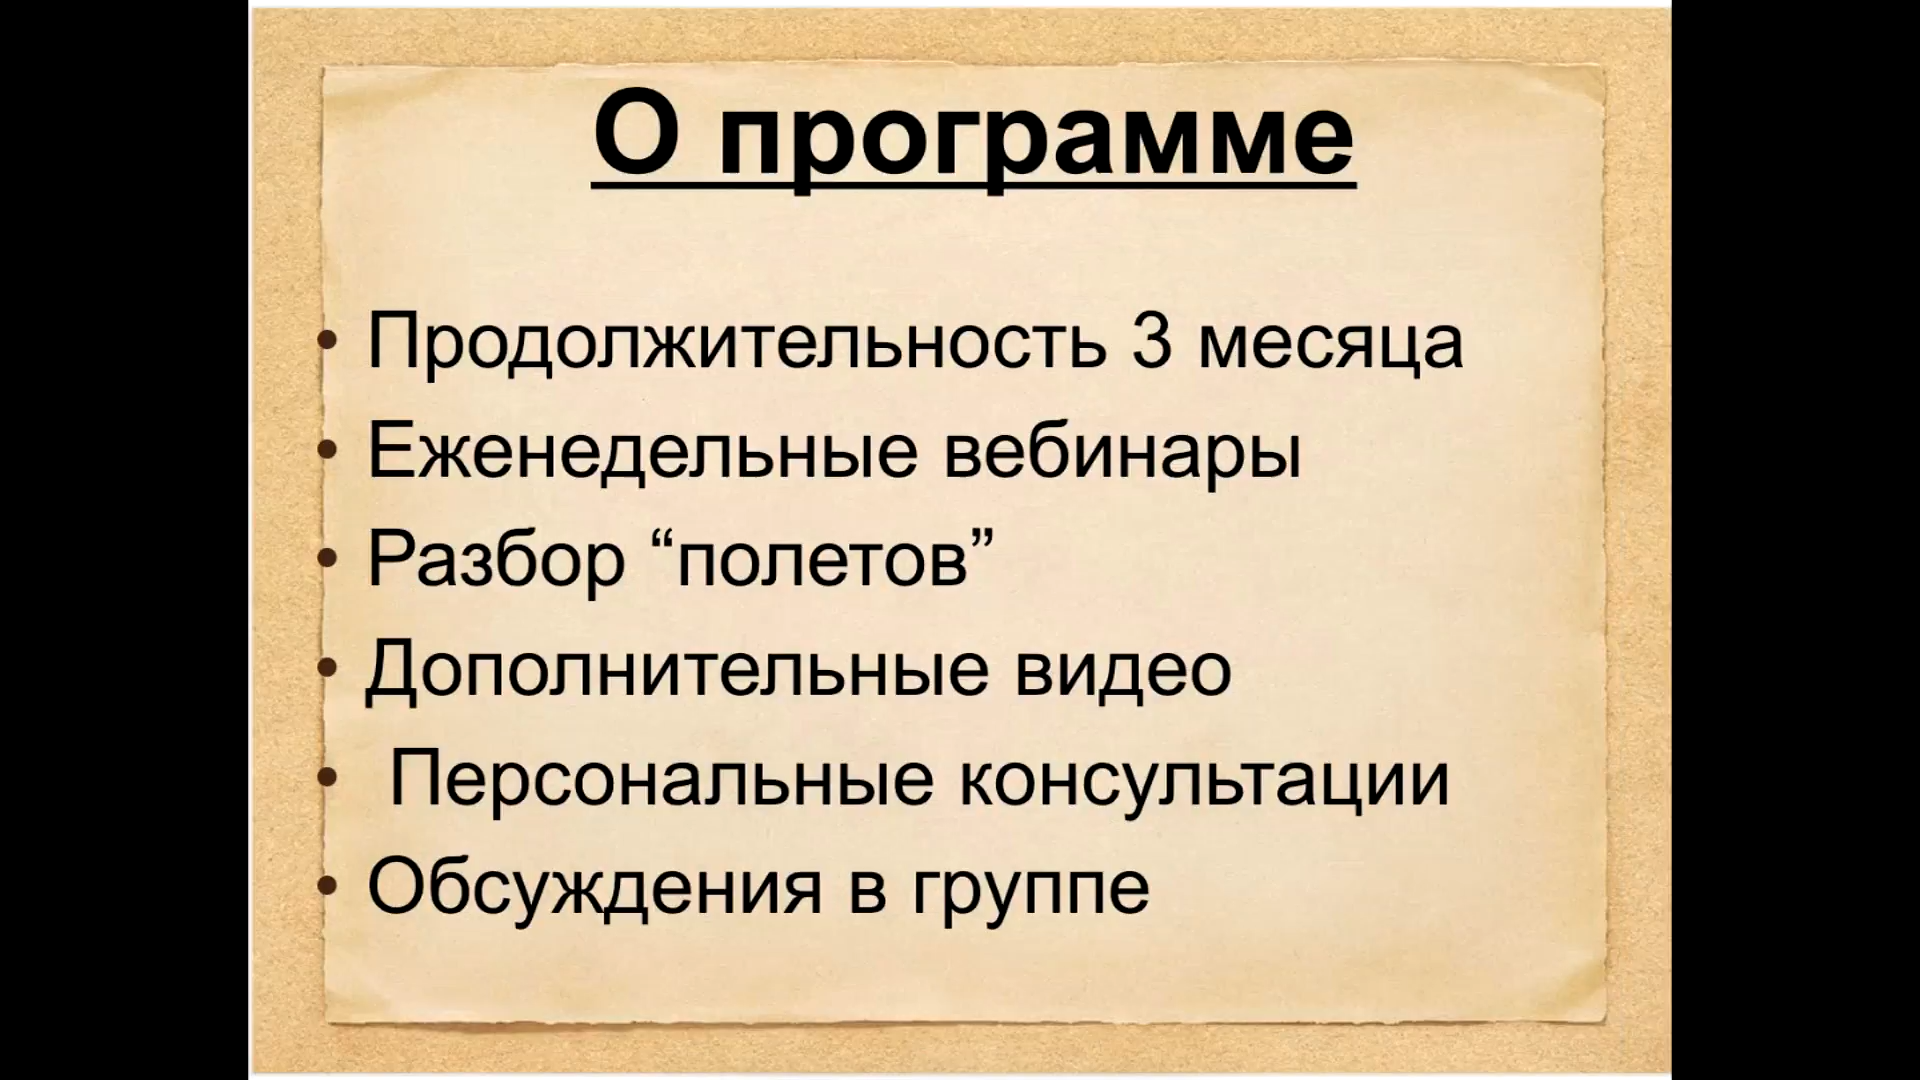 О программе
• Продолжительность 3 месяца
• Еженедельные вебинары
• Разбор “полетов”
• Дополнительные видео
• Персональные консультации
• Обсуждения в группе